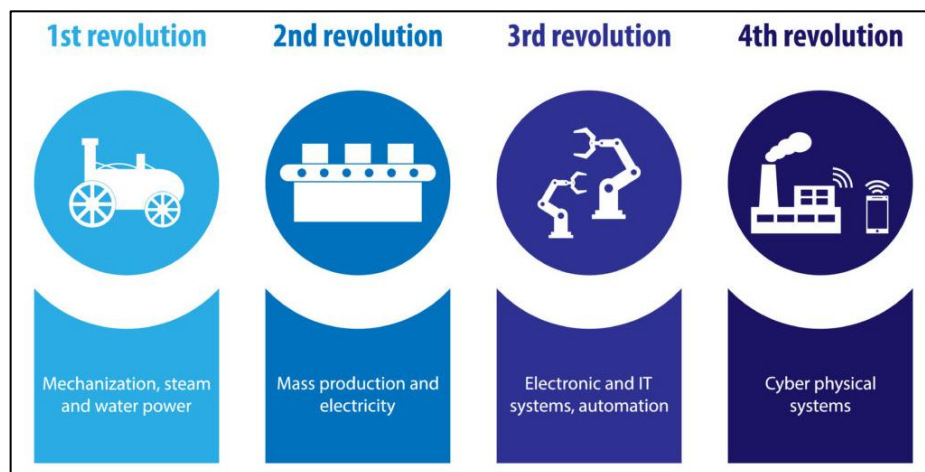 1st revolution
2nd revolution
3rd revolution
4th revolution
Mechanization, steam
and water power
Mass production and
electricity
Electronic and IT
systems, automation
Cyber physical
systems